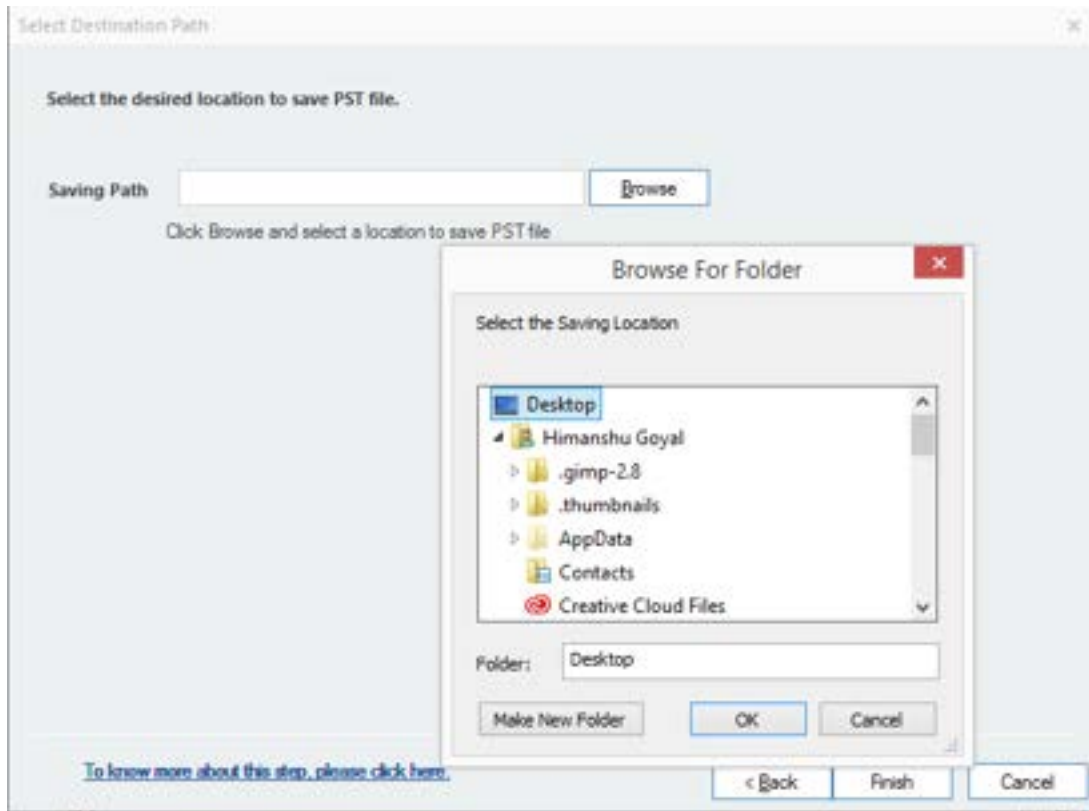 Select Destination Path
Select the desired location to save PST file.
Saving Path
Browse
Click Browse and select a location to save PST file
Browse For Folder
Select the Saving Location
Desktop
Himanshu Goyal
.gimp-2.8
.thumbnails
AppData
Contacts
Creative Cloud Files
Folder: Desktop
Make New Folder OK Cancel
To know more about this step, please click here.
< Back Finish Cancel